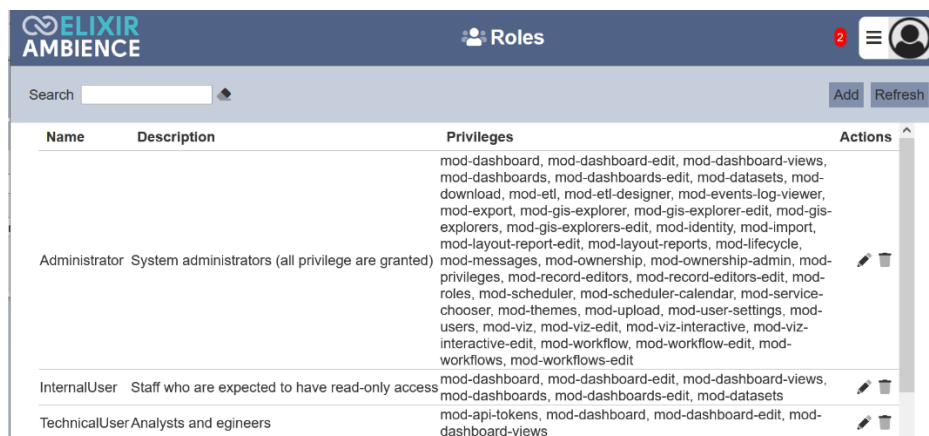 ELIXIR
AMBIENCE
Roles
2
Search
Add Refresh
Name Description Privileges Actions
mod-dashboard, mod-dashboard-edit, mod-dashboard-views,
mod-dashboards, mod-dashboards-edit, mod-datasets, mod-
download, mod-etl, mod-etl-designer, mod-events-log-viewer,
mod-export, mod-gis-explorer, mod-gis-explorer-edit, mod-gis-
explorers, mod-gis-explorers-edit, mod-identity, mod-import,
mod-layout-report-edit, mod-layout-reports, mod-lifecycle,
Administrator System administrators (all privilege are granted) mod-messages, mod-ownership, mod-ownership-admin, mod-
privileges, mod-record-editors, mod-record-editors-edit, mod-
roles, mod-scheduler, mod-scheduler-calendar, mod-service-
chooser, mod-themes, mod-upload, mod-user-settings, mod-
users, mod-viz, mod-viz-edit, mod-viz-interactive, mod-viz-
interactive-edit, mod-workflow, mod-workflow-edit, mod-
workflows, mod-workflows-edit
InternalUser Staff who are expected to have read-only access mod-dashboard, mod-dashboard-edit, mod-dashboard-views,
mod-dashboards, mod-dashboards-edit, mod-datasets
TechnicalUser Analysts and egineers mod-api-tokens, mod-dashboard, mod-dashboard-edit, mod-
dashboard-views